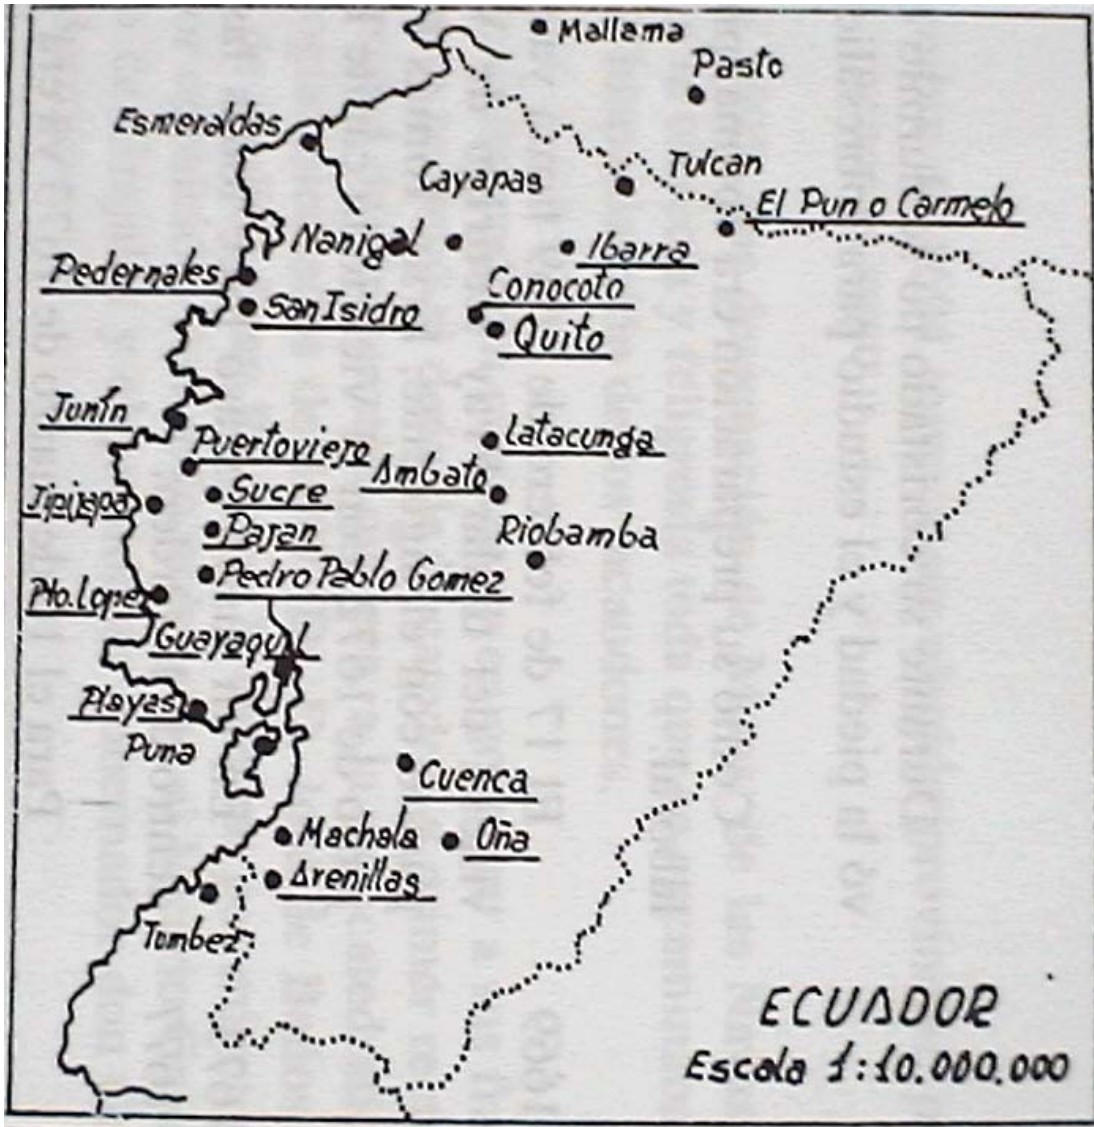 Mallama
Pasto
Esmeraldas
Tulcan
Cayapas
El Pun o Carmelo
Nanigal
Ibarra
Pedernales
Conocoto
San Isidro
Quito
Junín
Puertoviejo
Latacunga
Ambato
Jipijapa
Sucre
Pajan
Riobamba
Pedro Pablo Gomez
Pto. Lopez
Guayaquil
Playas
Puna
Cuenca
Machala
Oña
Arenillas
Tumbez
ECUADOR
Escala 1:10.000.000